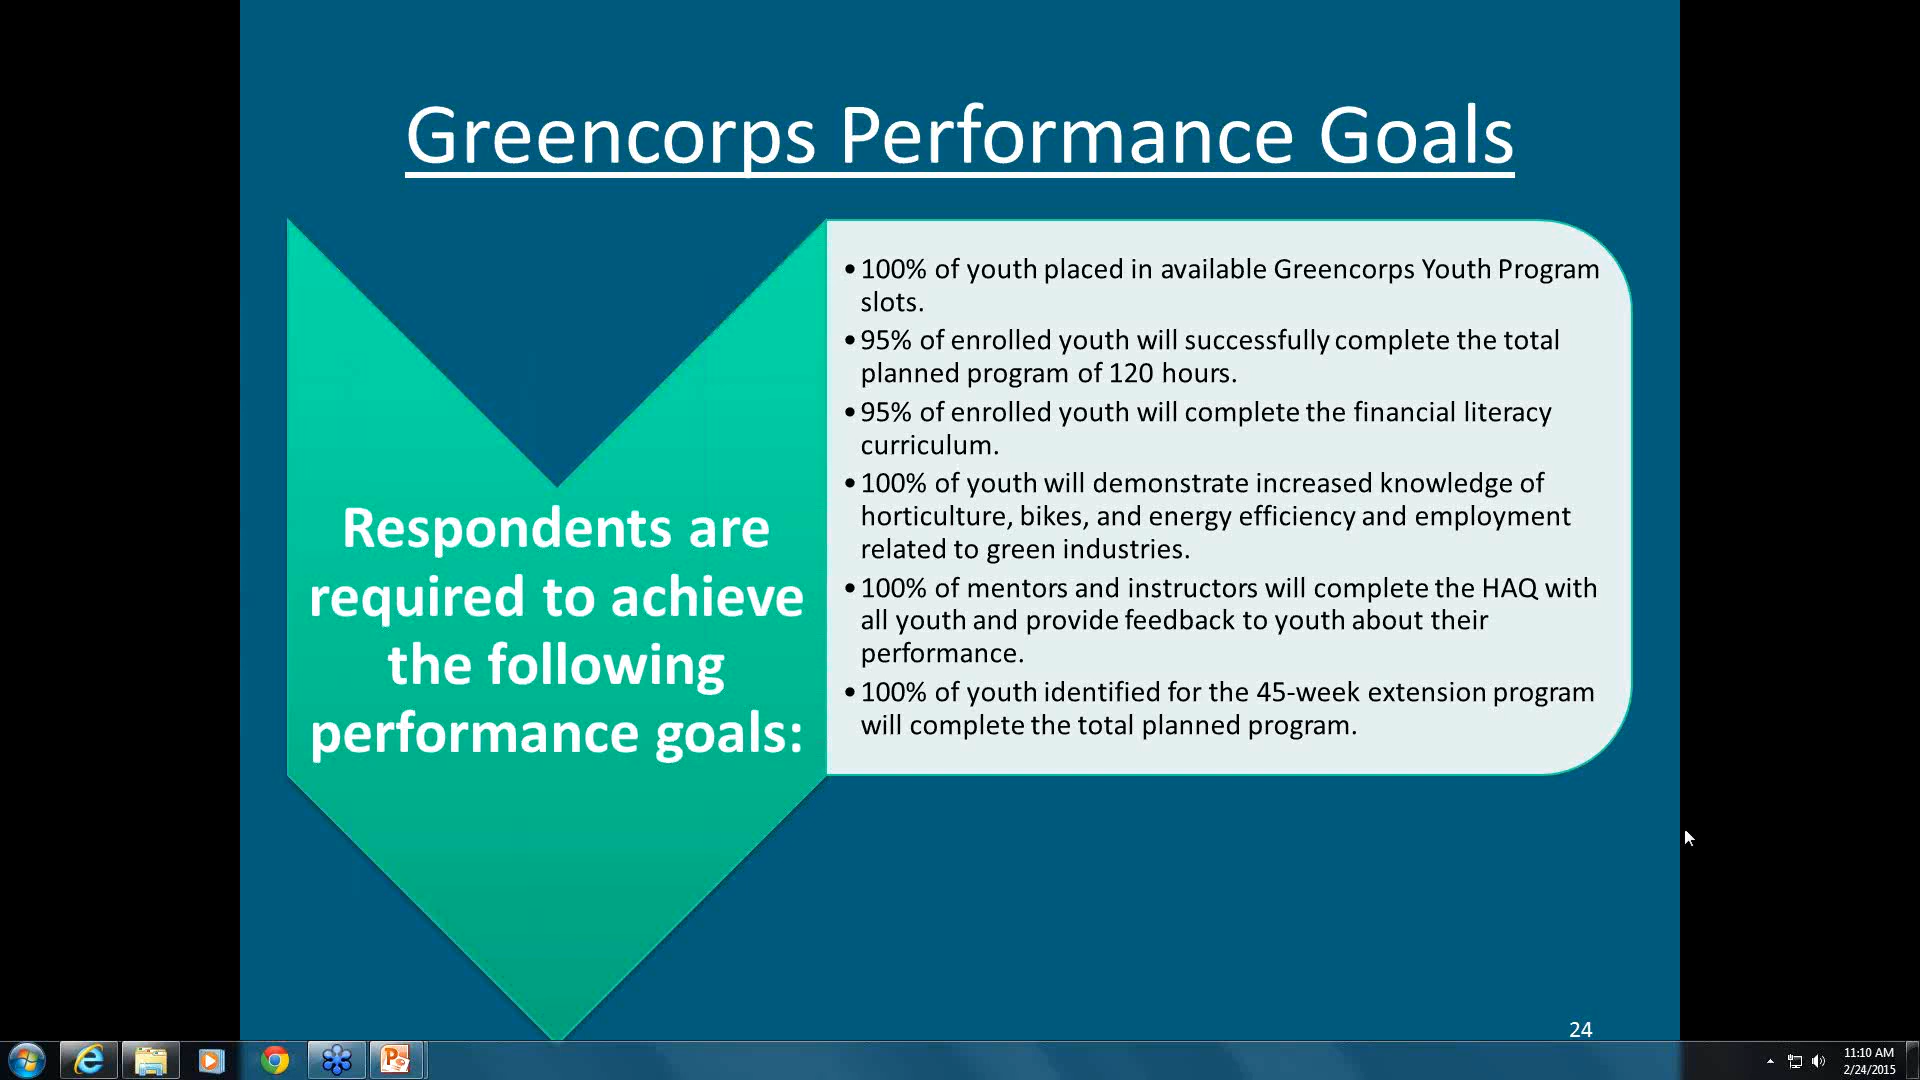 Greencorps Performance Goals
Respondents are
required to achieve
the following
performance goals:
•100% of youth placed in available Greencorps Youth Program
slots.
•95% of enrolled youth will successfully complete the total
planned program of 120 hours.
•95% of enrolled youth will complete the financial literacy
curriculum.
•100% of youth will demonstrate increased knowledge of
horticulture, bikes, and energy efficiency and employment
related to green industries.
•100% of mentors and instructors will complete the HAQ with
all youth and provide feedback to youth about their
performance.
•100% of youth identified for the 45-week extension program
will complete the total planned program.
24
11:10 AM
2/24/2015